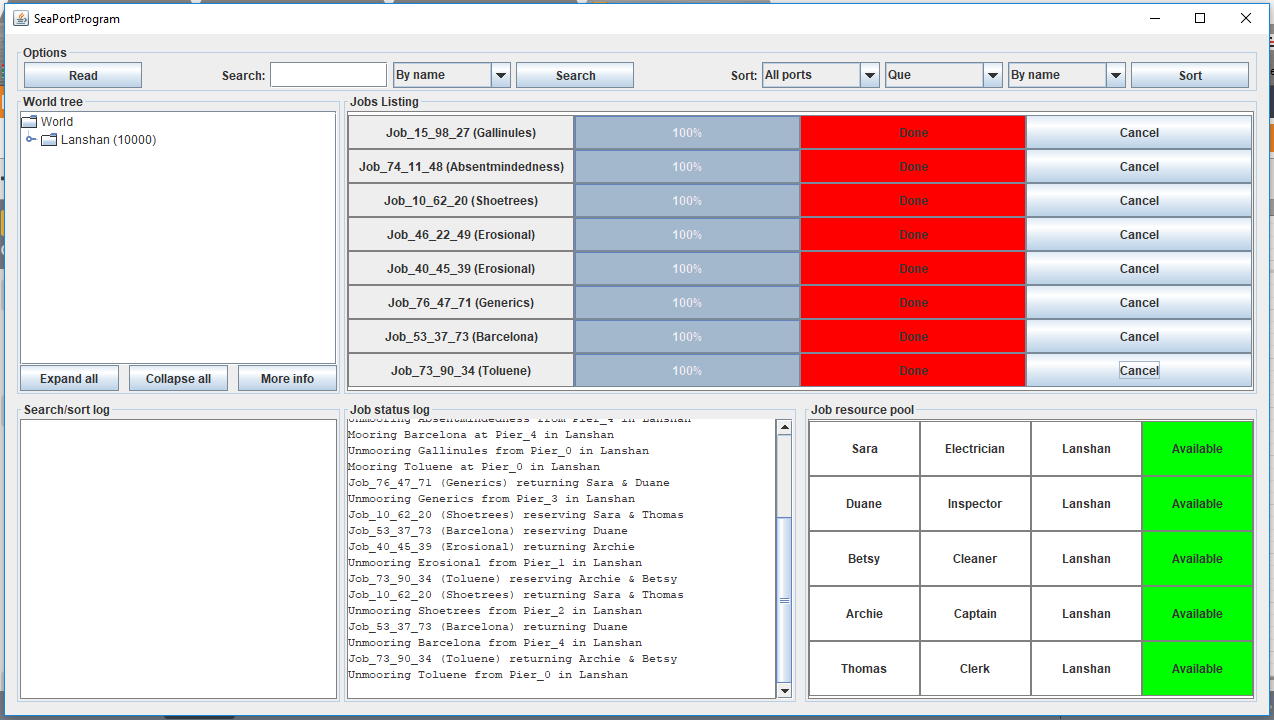 SeaPortProgram
Options
Read Search: By name Search Sort: All ports Que By name Sort
World tree
World
Lanshan (10000)
Expand all Collapse all More info
Jobs Listing
Job_15_98_27 (Gallinules) 100% Done Cancel
Job_74_11_48 (Absentmindedness) 100% Done Cancel
Job_10_62_20 (Shoetrees) 100% Done Cancel
Job_46_22_49 (Erosional) 100% Done Cancel
Job_40_45_39 (Erosional) 100% Done Cancel
Job_76_47_71 (Generics) 100% Done Cancel
Job_53_37_73 (Barcelona) 100% Done Cancel
Job_73_90_34 (Toluene) 100% Done Cancel
Search/sort log
Job status log
Unmooring Absentmindedness from Pier_4 in Lanshan
Mooring Barcelona at Pier_4 in Lanshan
Unmooring Gallinules from Pier_0 in Lanshan
Mooring Toluene at Pier_0 in Lanshan
Job_76_47_71 (Generics) returning Sara & Duane
Unmooring Generics from Pier_3 in Lanshan
Job_10_62_20 (Shoetrees) reserving Sara & Thomas
Job_53_37_73 (Barcelona) reserving Duane
Job_40_45_39 (Erosional) returning Archie
Unmooring Erosional from Pier_1 in Lanshan
Job_73_90_34 (Toluene) reserving Archie & Betsy
Job_10_62_20 (Shoetrees) returning Sara & Thomas
Unmooring Shoetrees from Pier_2 in Lanshan
Job_53_37_73 (Barcelona) returning Duane
Unmooring Barcelona from Pier_4 in Lanshan
Job_73_90_34 (Toluene) returning Archie & Betsy
Unmooring Toluene from Pier_0 in Lanshan
Job resource pool
Sara Electrician Lanshan Available
Duane Inspector Lanshan Available
Betsy Cleaner Lanshan Available
Archie Captain Lanshan Available
Thomas Clerk Lanshan Available